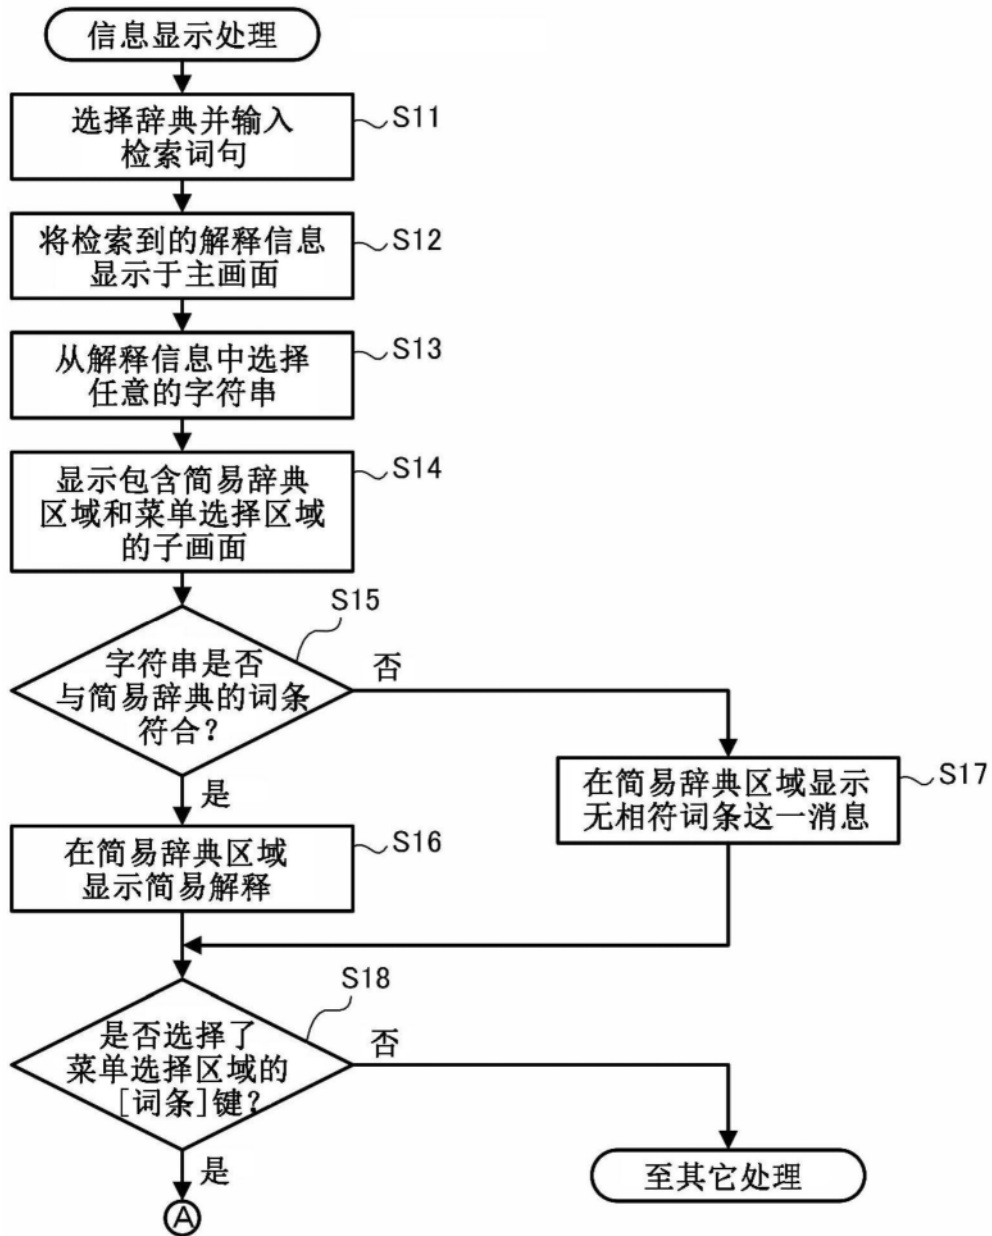 信息显示处理
选择辞典并输入
检索词句
S11
将检索到的解释信息
显示于主画面
S12
从解释信息中选择
任意的字符串
S13
显示包含简易辞典
区域和菜单选择区域
的子画面
S14
S15
字符串是否
与简易辞典的词条
符合?
否
是
在简易辞典区域显示
无相符词条这一消息
S17
在简易辞典区域
显示简易解释
S16
S18
是否选择了
菜单选择区域的
[词条]键?
否
是
至其它处理
A